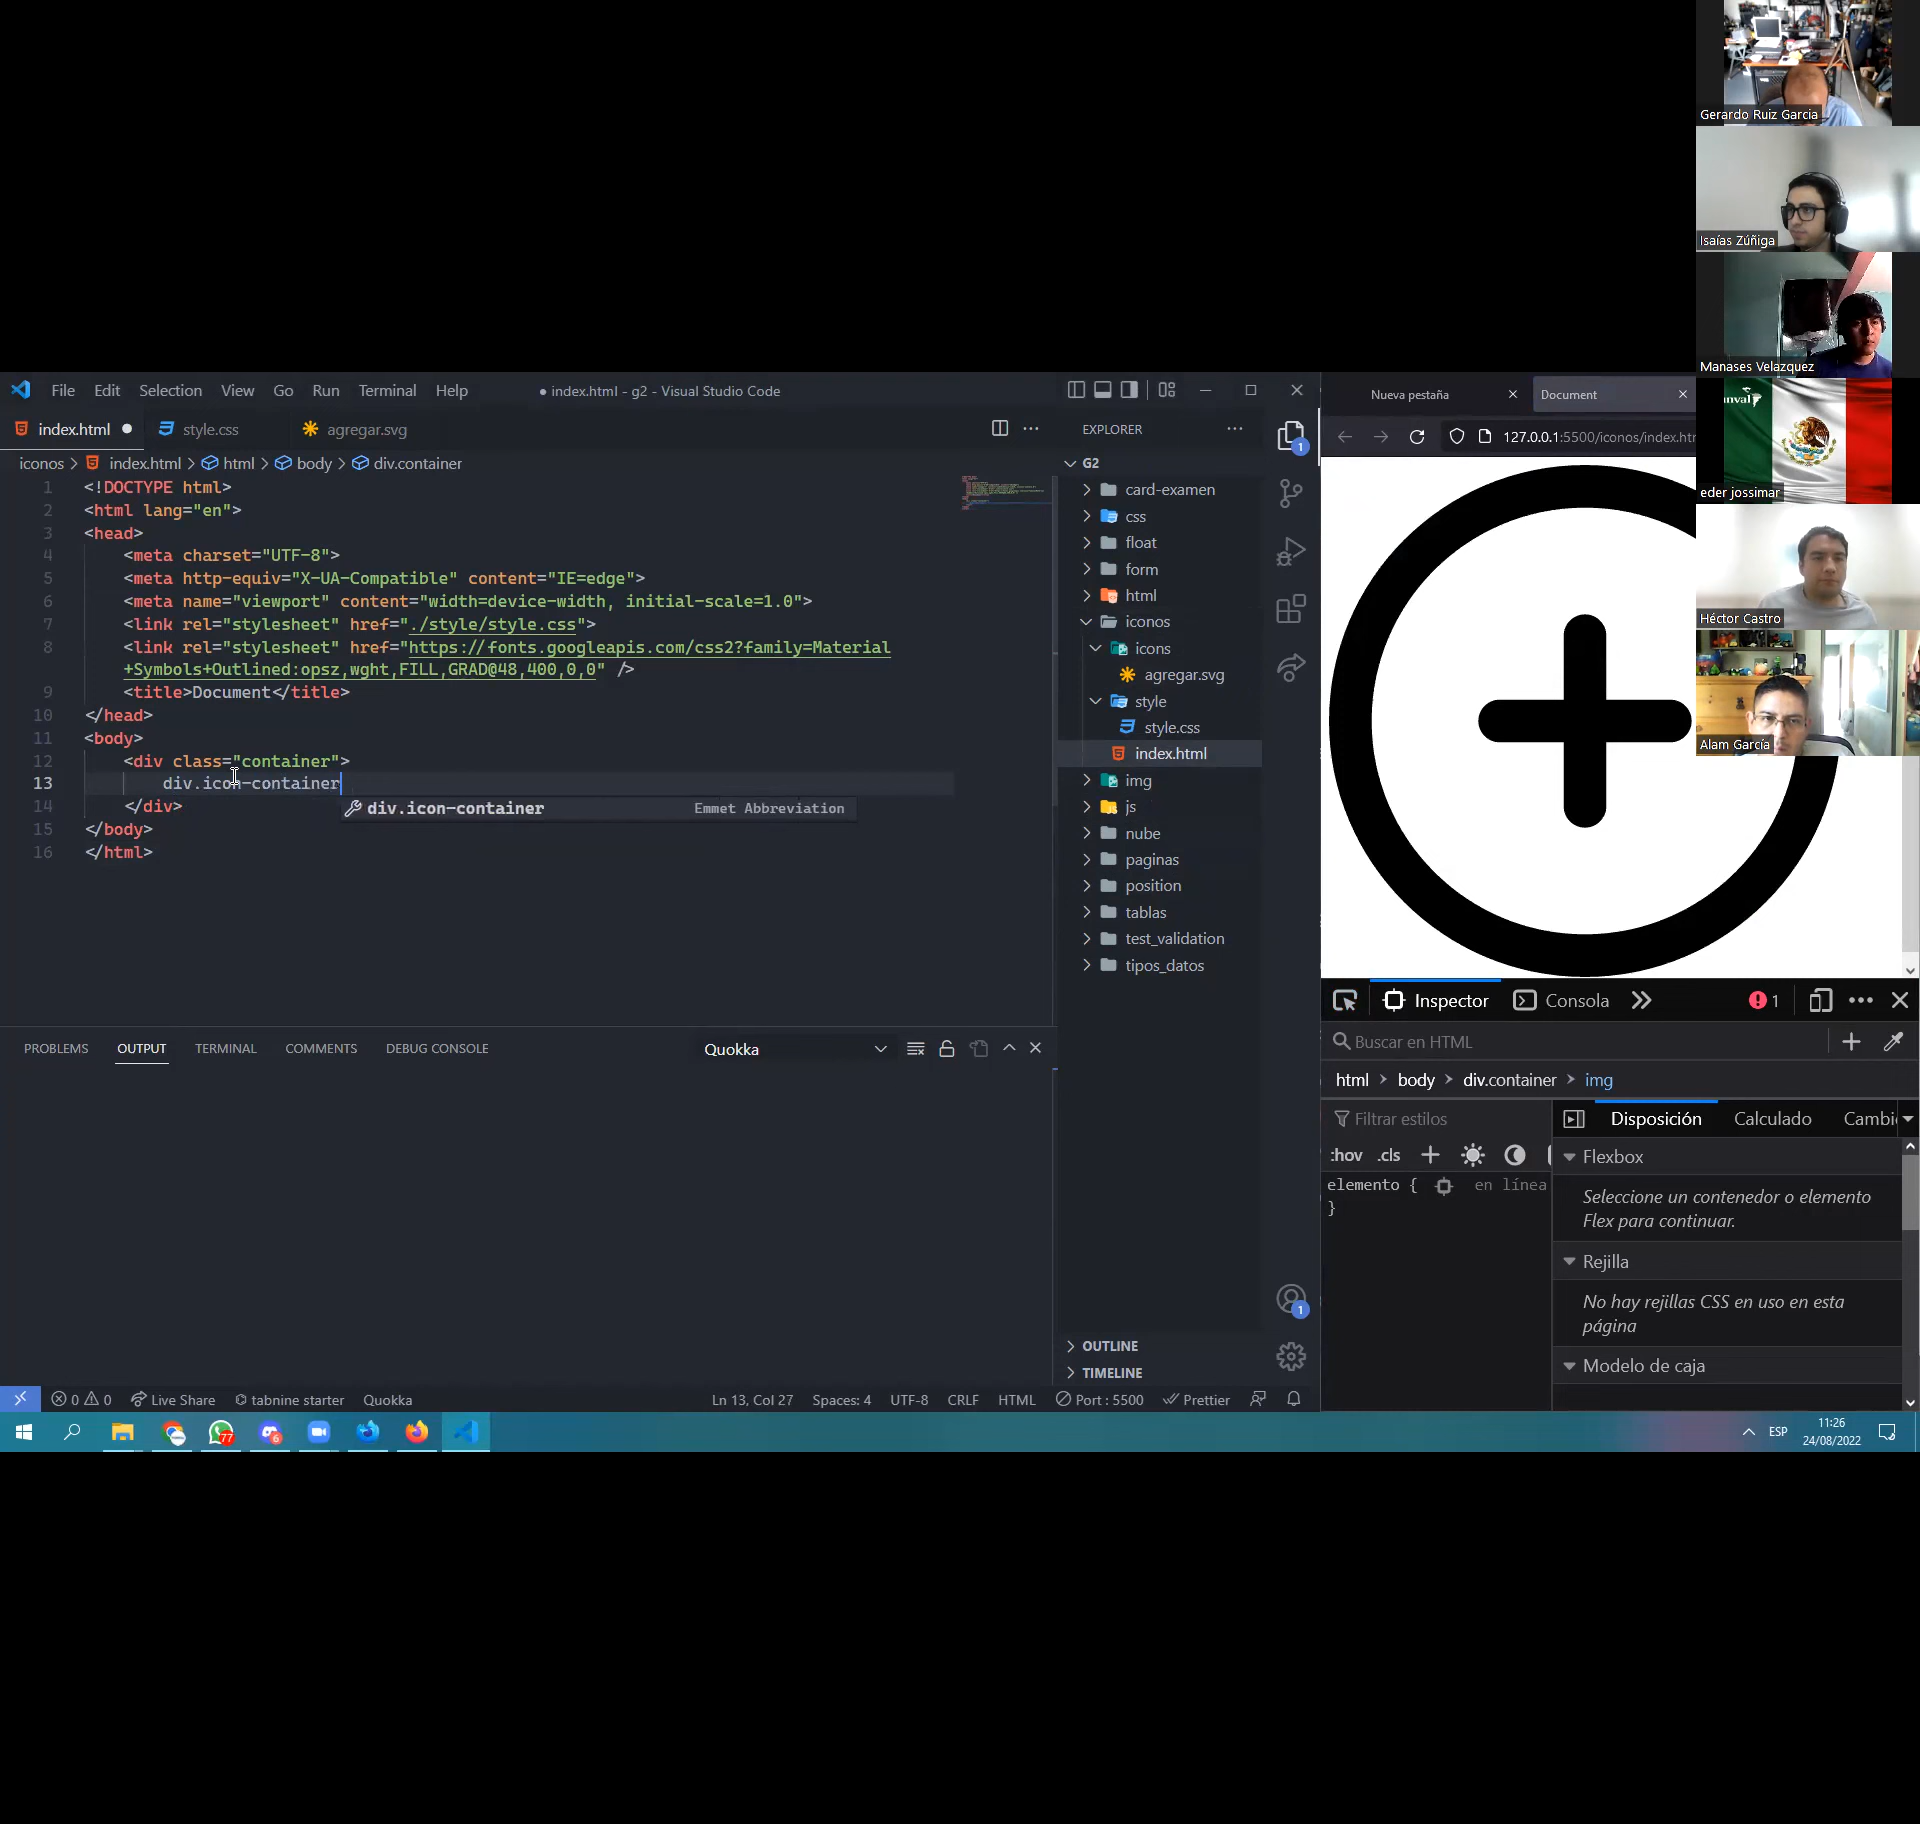 Gerardo Ruiz Garcia
Isaías Zúñiga
Manases Velazquez
eder jossimar
Héctor Castro
Alam García
File Edit Selection View Go Run Terminal Help
● index.html - g2 - Visual Studio Code
index.html ●
style.css
agregar.svg
iconos > index.html > html > body > div.container
1 <!DOCTYPE html>
2 <html lang="en">
3 <head>
4 <meta charset="UTF-8">
5 <meta http-equiv="X-UA-Compatible" content="IE=edge">
6 <meta name="viewport" content="width=device-width, initial-scale=1.0">
7 <link rel="stylesheet" href="./style/style.css">
8 <link rel="stylesheet" href="https://fonts.googleapis.com/css2?family=Material
+Symbols+Outlined:opsz,wght,FILL,GRAD@48,400,0,0" />
9 <title>Document</title>
10 </head>
11 <body>
12 <div class="container">
13 div.icon-container
div.icon-container Emmet Abbreviation
14 </div>
15 </body>
16 </html>
EXPLORER
G2
card-examen
css
float
form
html
iconos
icons
agregar.svg
style
style.css
index.html
img
js
nube
paginas
position
tablas
test_validation
tipos_datos
OUTLINE
TIMELINE
1
1
PROBLEMS OUTPUT TERMINAL COMMENTS DEBUG CONSOLE
Quokka
0 0 Live Share tabnine starter Quokka
Ln 13, Col 27 Spaces: 4 UTF-8 CRLF HTML Port : 5500 Prettier
Nueva pestaña
Document
127.0.0.1:5500/iconos/index.htr
Inspector Consola 1
Buscar en HTML
html > body > div.container > img
Filtrar estilos
:hov .cls
elemento { en línea
}
Disposición Calculado Cambi
Flexbox
Seleccione un contenedor o elemento
Flex para continuar.
Rejilla
No hay rejillas CSS en uso en esta
página
Modelo de caja
77
6
ESP
11:26
24/08/2022